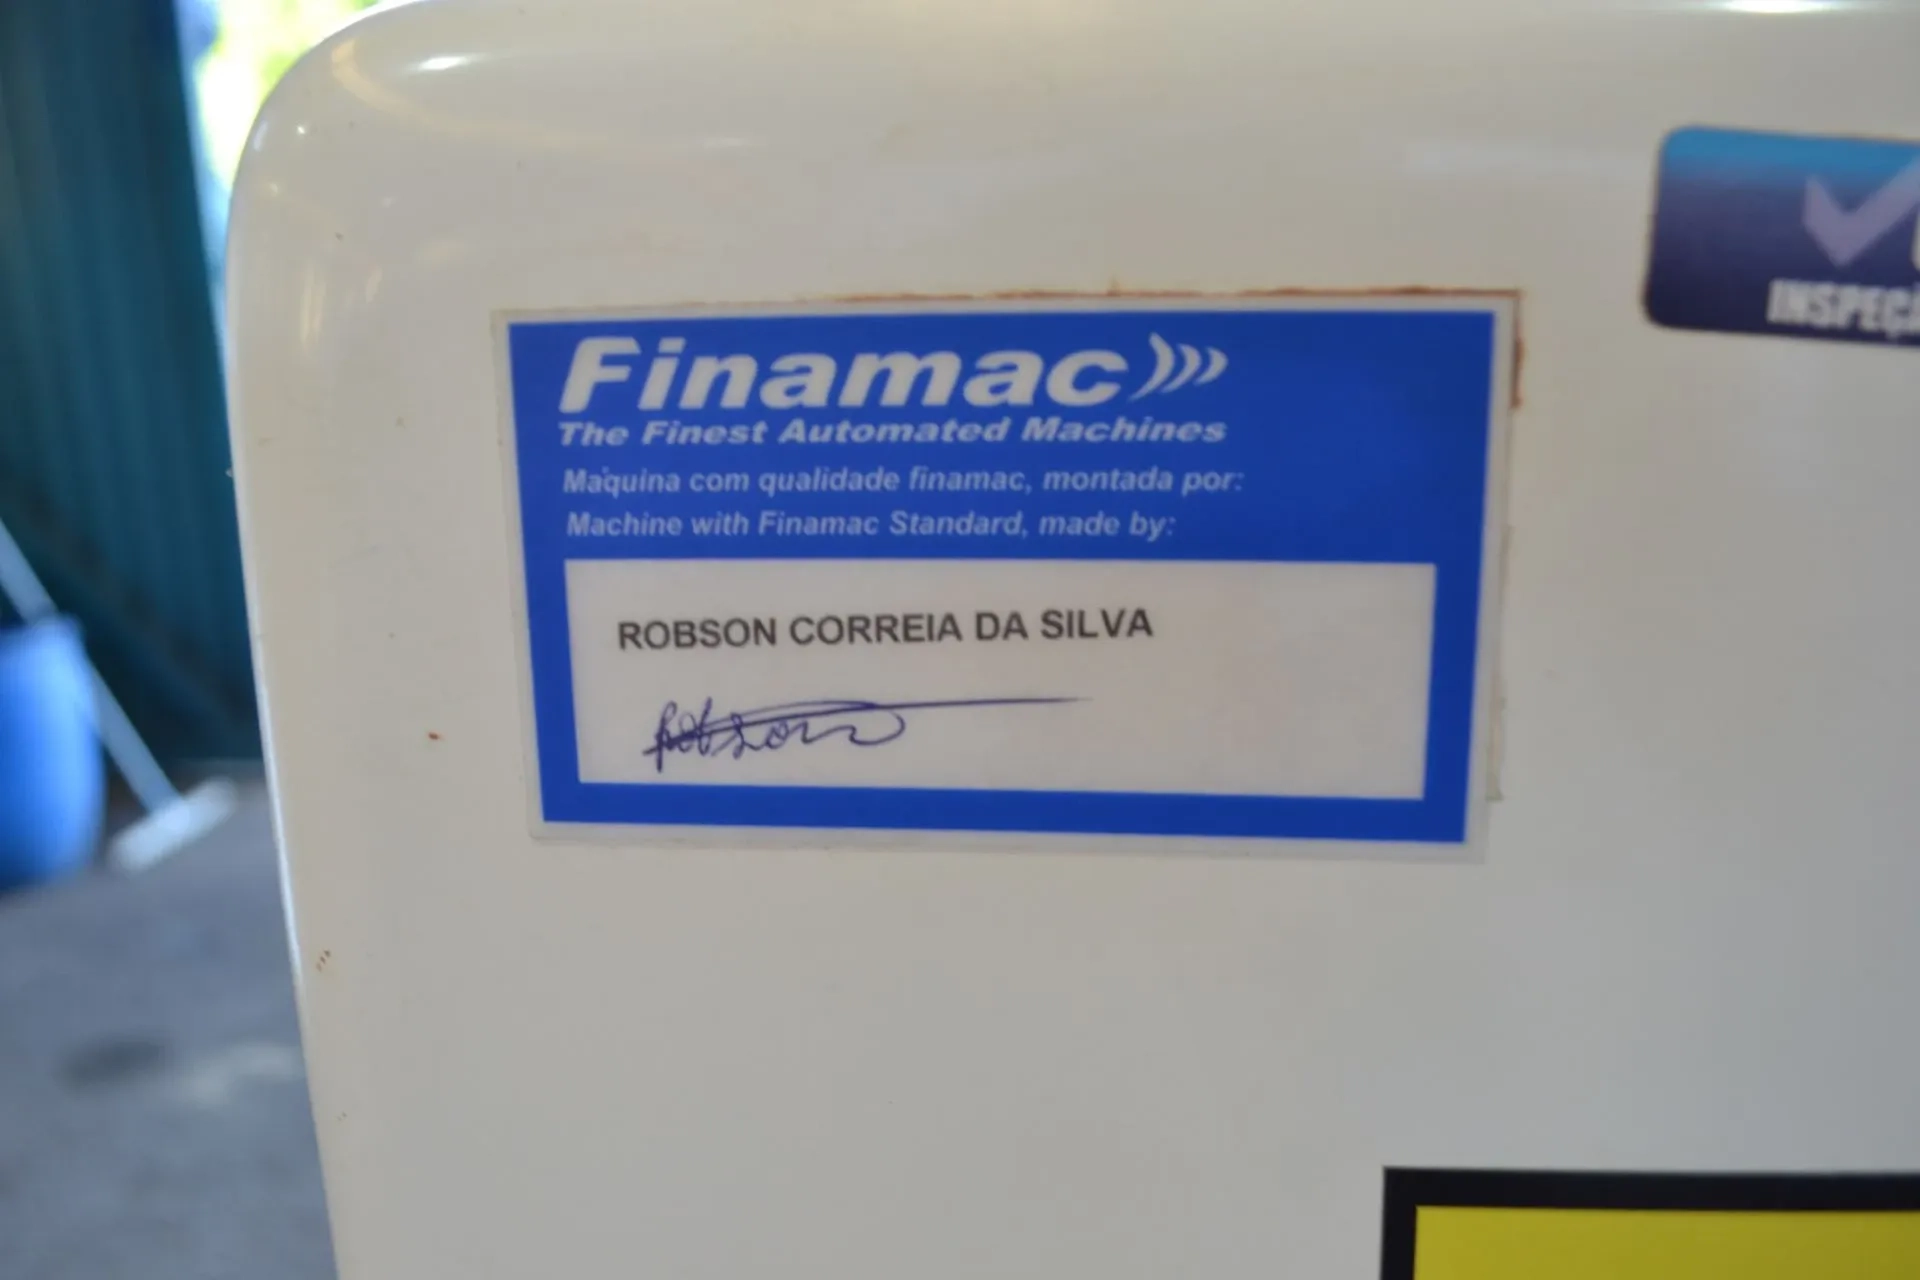 Finamac
The Finest Automated Machines
Máquina com qualidade finamac, montada por:
Machine with Finamac Standard, made by:
ROBSON CORREIA DA SILVA
Robson